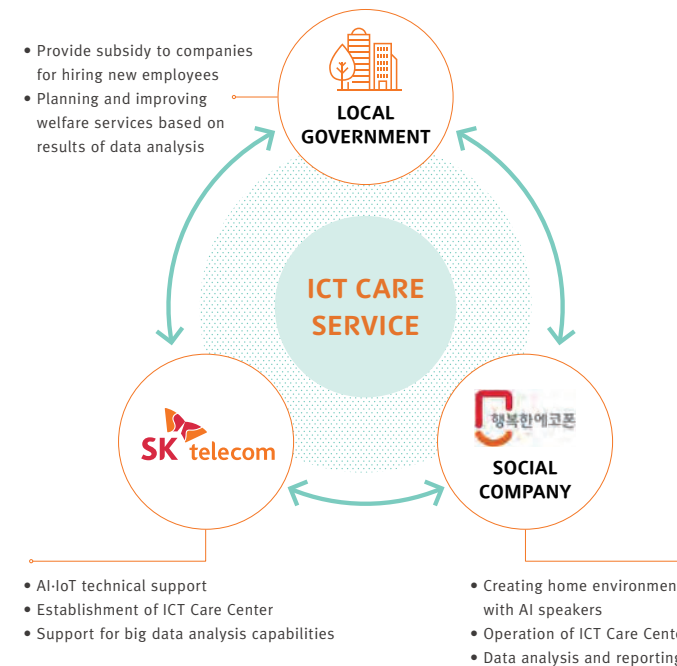 • Provide subsidy to companies
for hiring new employees
• Planning and improving
welfare services based on
results of data analysis
LOCAL
GOVERNMENT
ICT CARE
SERVICE
SK telecom
행복한에코폰
SOCIAL
COMPANY
• AI·IoT technical support
• Establishment of ICT Care Center
• Support for big data analysis capabilities
• Creating home environmen
with AI speakers
• Operation of ICT Care Cente
• Data analysis and reporting